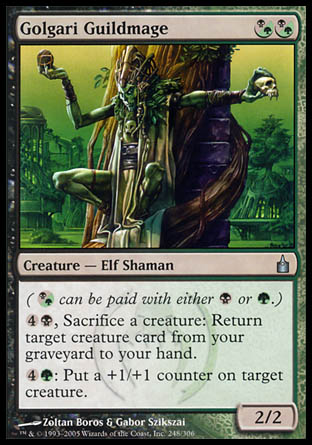 Golgari Guildmage
Creature — Elf Shaman
( can be paid with either or .)
4, Sacrifice a creature: Return
target creature card from your
graveyard to your hand.
4: Put a +1/+1 counter on target
creature.
Zoltan Boros & Gabor Szikszai
2/2
™ & © 1993–2005 Wizards of the Coast, Inc. 248/306